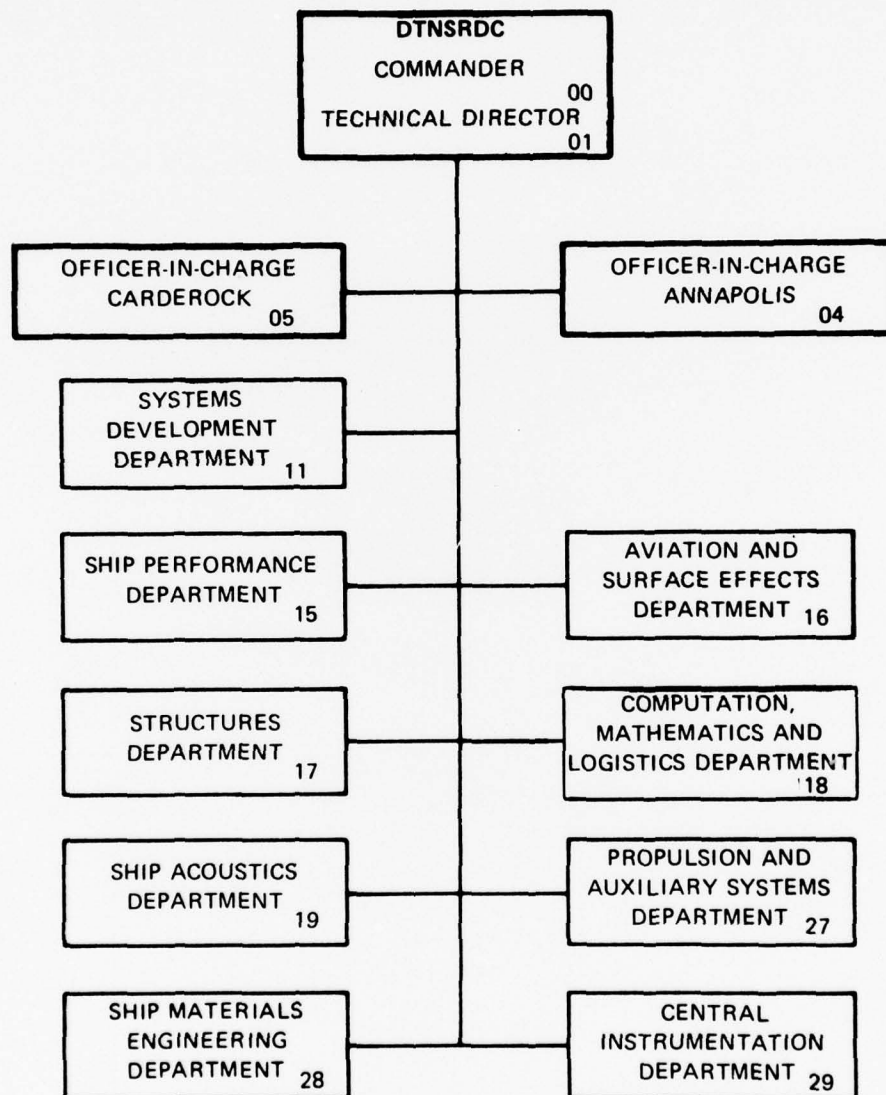 DTNSRDC
COMMANDER
00
TECHNICAL DIRECTOR
01
OFFICER-IN-CHARGE
CARDEROCK
05
OFFICER-IN-CHARGE
ANNAPOLIS
04
SYSTEMS
DEVELOPMENT
DEPARTMENT
11
SHIP PERFORMANCE
DEPARTMENT
15
AVIATION AND
SURFACE EFFECTS
DEPARTMENT
16
STRUCTURES
DEPARTMENT
17
COMPUTATION,
MATHEMATICS AND
LOGISTICS DEPARTMENT
18
SHIP ACOUSTICS
DEPARTMENT
19
PROPULSION AND
AUXILIARY SYSTEMS
DEPARTMENT
27
SHIP MATERIALS
ENGINEERING
DEPARTMENT
28
CENTRAL
INSTRUMENTATION
DEPARTMENT
29